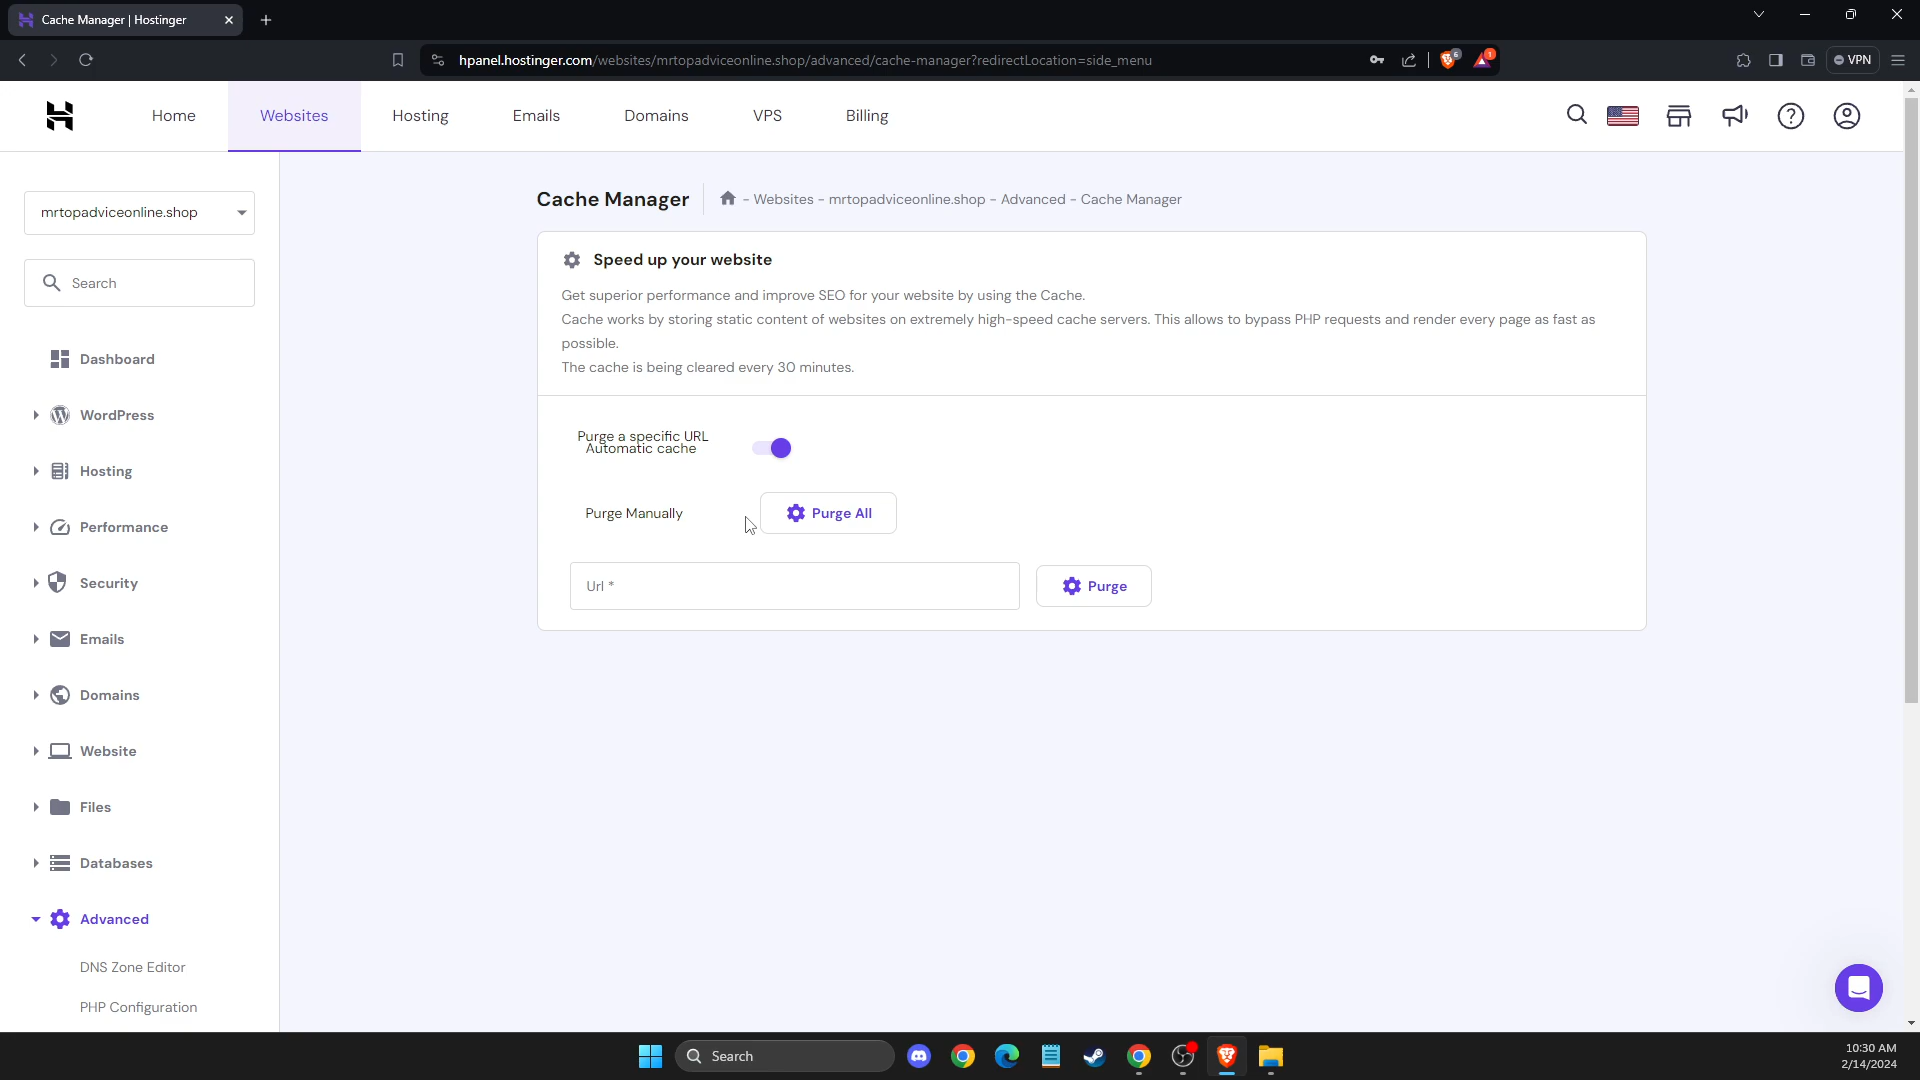 Cache Manager | Hostinger
hpanel.hostinger.com/websites/mrtopadviceonline.shop/advanced/cache-manager?redirectLocation=side_menu
6
1
VPN
Home
Websites
Hosting
Emails
Domains
VPS
Billing
mrtopadviceonline.shop
Search
Dashboard
WordPress
Hosting
Performance
Security
Emails
Domains
Website
Files
Databases
Advanced
DNS Zone Editor
PHP Configuration
Cache Manager
- Websites - mrtopadviceonline.shop - Advanced - Cache Manager
Speed up your website
Get superior performance and improve SEO for your website by using the Cache.
Cache works by storing static content of websites on extremely high-speed cache servers. This allows to bypass PHP requests and render every page as fast as
possible.
The cache is being cleared every 30 minutes.
Purge a specific URL
Automatic cache
Purge Manually
Purge All
Url *
Purge
Search
10:30 AM
2/14/2024